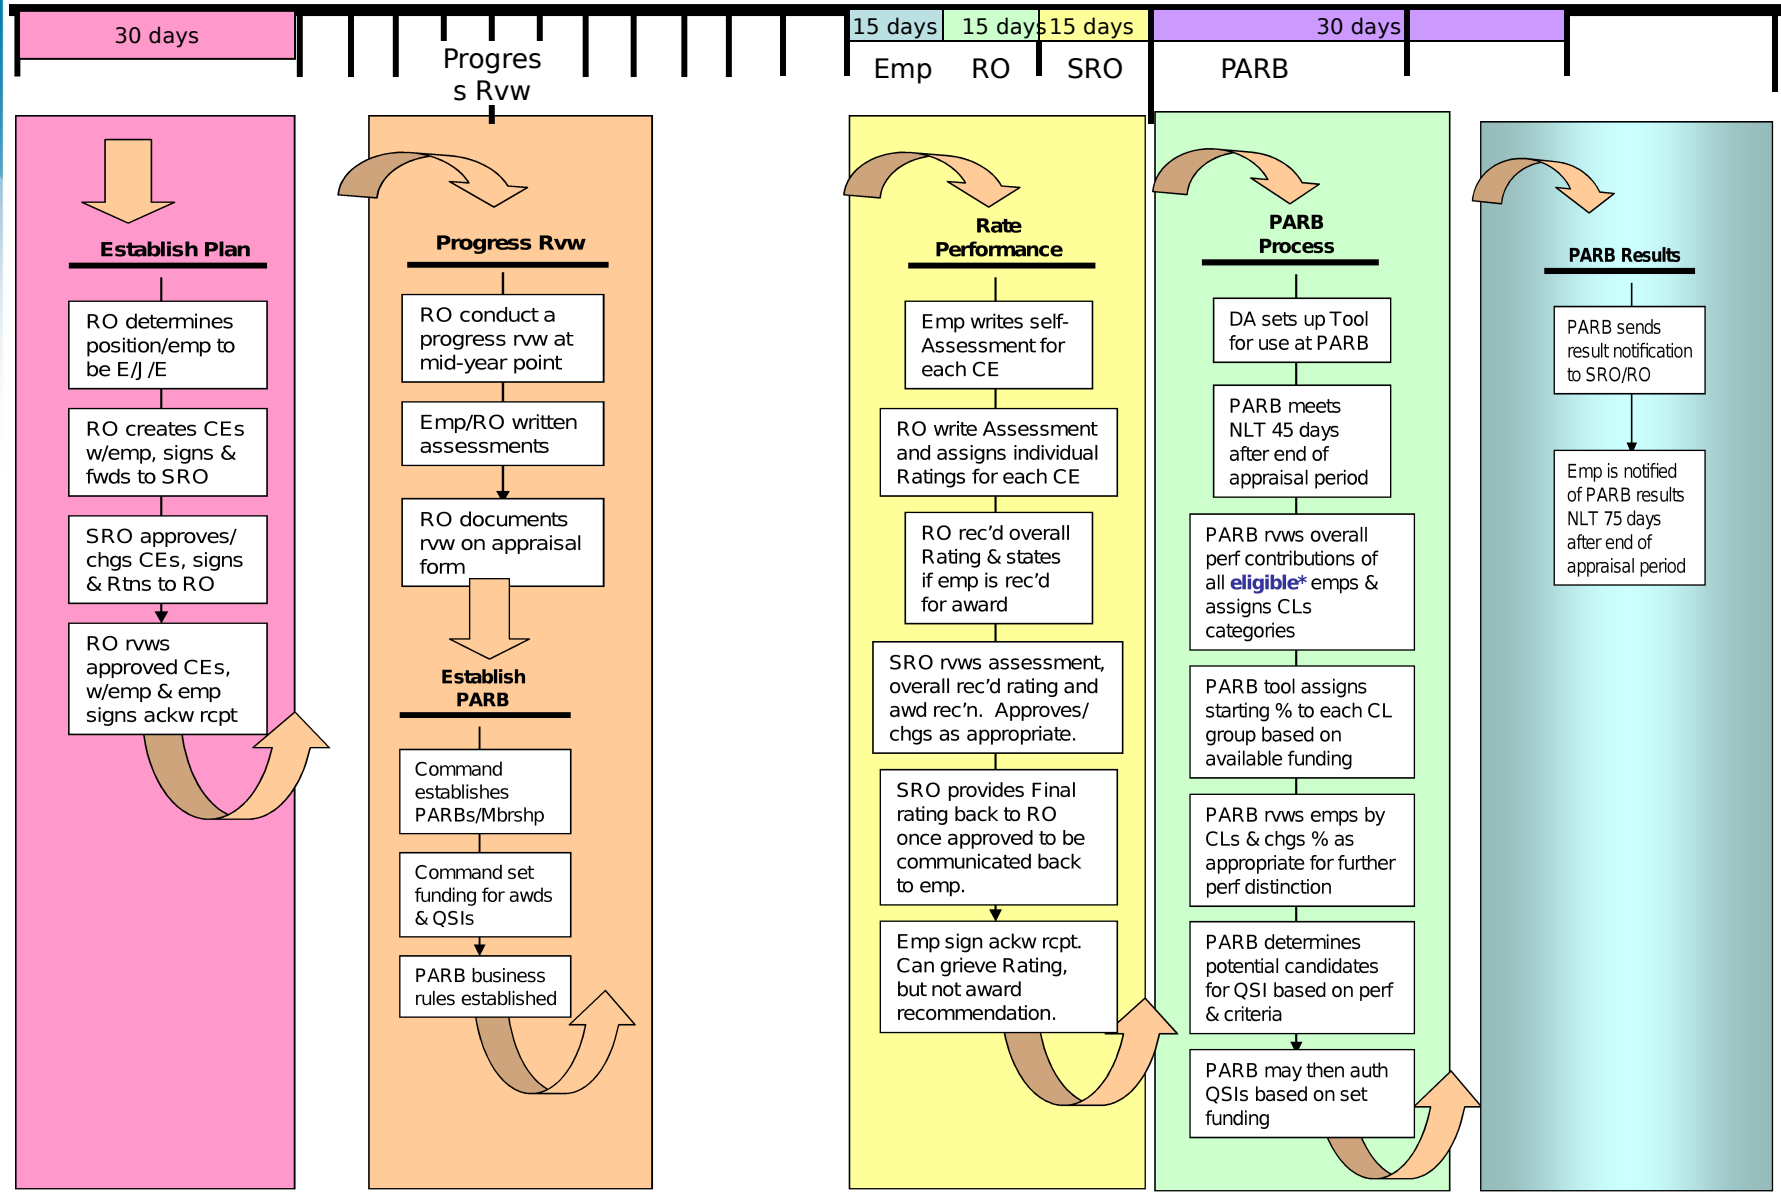 30 days
15 days
15 days
15 days
30 days
Progres
s Rvw
Emp
RO
SRO
PARB
Establish Plan
RO determines
position/emp to
be E/J/E
RO creates CEs
w/emp, signs &
fwds to SRO
SRO approves/
chgs CEs, signs
& Rtns to RO
RO rvws
approved CEs,
w/emp & emp
signs ackw rcpt
Progress Rvw
RO conduct a
progress rvw at
mid-year point
Emp/RO written
assessments
RO documents
rvw on appraisal
form
Establish
PARB
Command
establishes
PARBs/Mbrshp
Command set
funding for awds
& QSIs
PARB business
rules established
Rate
Performance
Emp writes self-
Assessment for
each CE
RO write Assessment
and assigns individual
Ratings for each CE
RO rec’d overall
Rating & states
if emp is rec’d
for award
SRO rvws assessment,
overall rec’d rating and
awd rec’n.  Approves/
chgs as appropriate.
SRO provides Final
rating back to RO
once approved to be
communicated back
to emp.
Emp sign ackw rcpt.
Can grieve Rating,
but not award
recommendation.
PARB
Process
DA sets up Tool
for use at PARB
PARB meets
NLT 45 days
after end of
appraisal period
PARB rvws overall
perf contributions of
all eligible* emps &
assigns CLs
categories
PARB tool assigns
starting % to each CL
group based on
available funding
PARB rvws emps by
CLs & chgs % as
appropriate for further
perf distinction
PARB determines
potential candidates
for QSI based on perf
& criteria
PARB may then auth
QSIs based on set
funding
PARB Results
PARB sends
result notification
to SRO/RO
Emp is notified
of PARB results
NLT 75 days
after end of
appraisal period